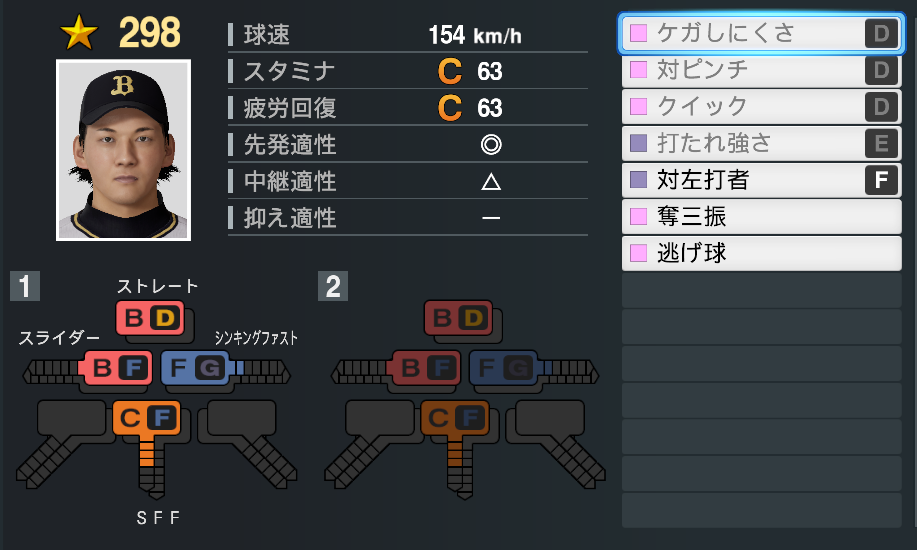 298
球速 154 km/h
スタミナ C 63
疲労回復 C 63
先発適性 ◎
中継適性 △
抑え適性 ―
B
ケガしにくさ D
対ピンチ D
クイック D
打たれ強さ E
対左打者 F
奪三振
逃げ球
1
ストレート
B D
スライダー
シンキングファスト
B F
F G
C F
SFF
2
B D
B F
F G
C F